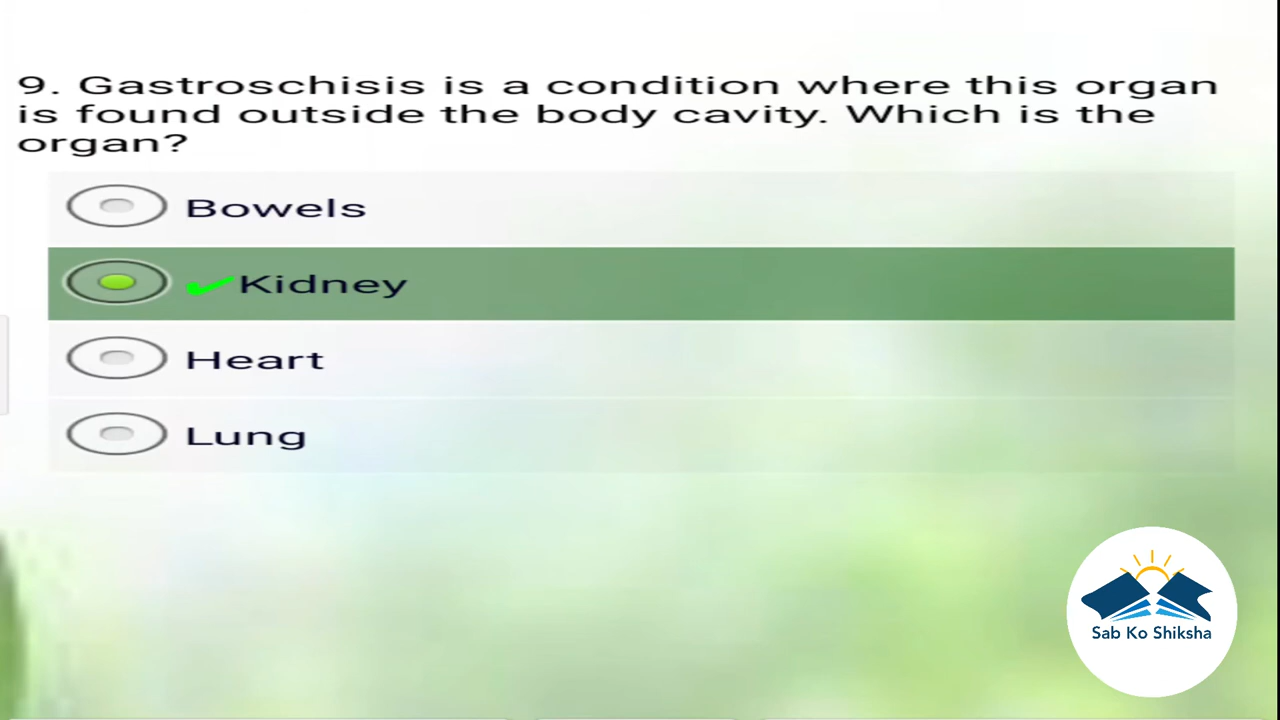 9. Gastroschisis is a condition where this organ
is found outside the body cavity. Which is the
organ?
Bowels
✔Kidney
Heart
Lung
Sab Ko Shiksha